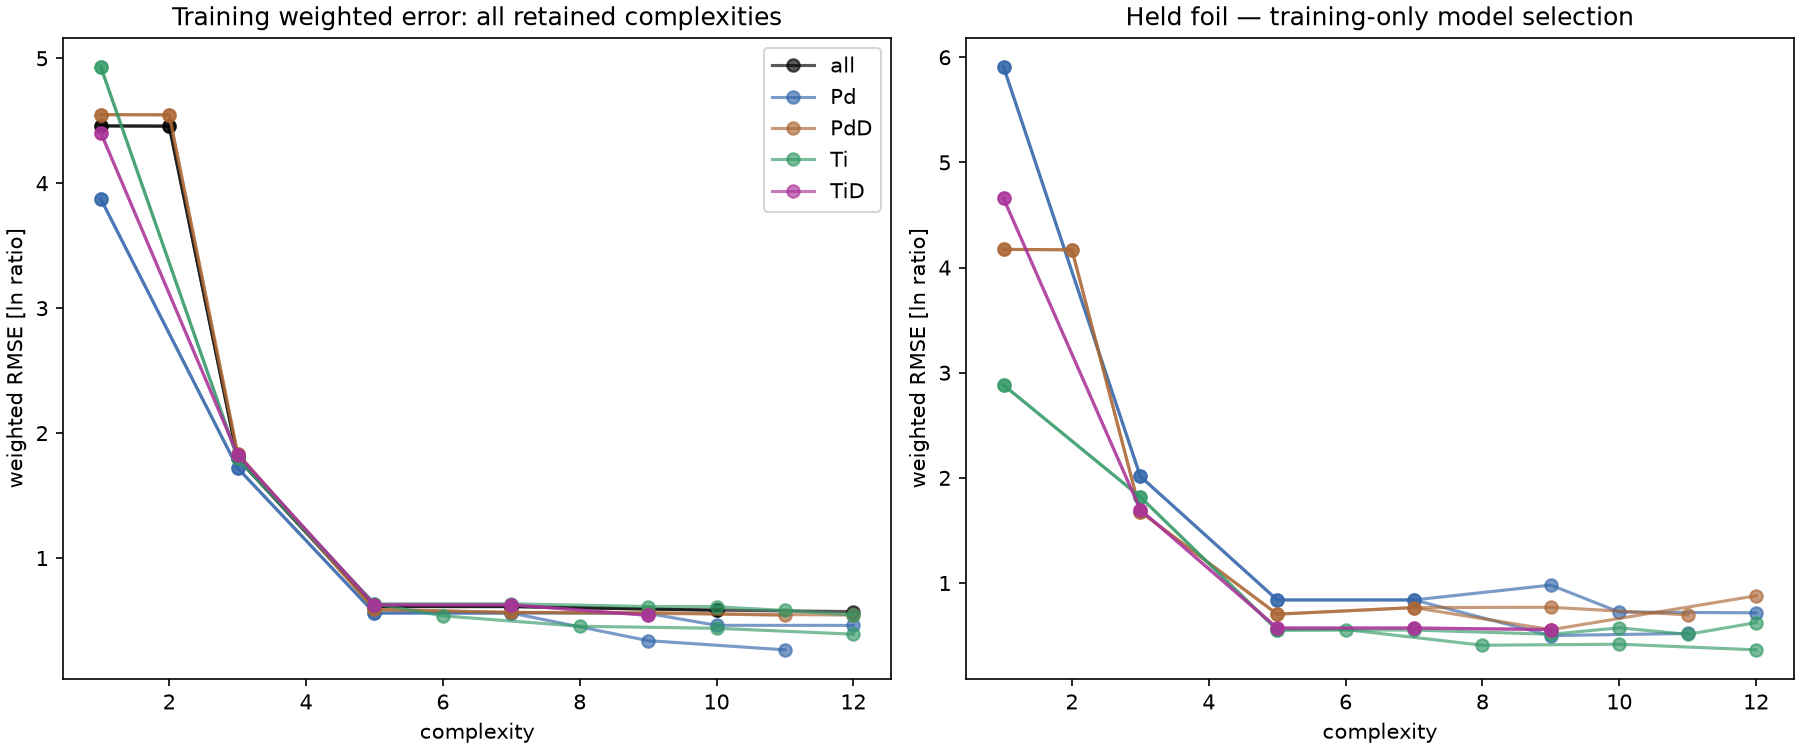 Training weighted error: all retained complexities
5
4
3
2
1
2
4
6
8
10
12
weighted RMSE [ln ratio]
complexity
all
Pd
PdD
Ti
TiD
Held foil — training-only model selection
6
5
4
3
2
1
2
4
6
8
10
12
weighted RMSE [ln ratio]
complexity